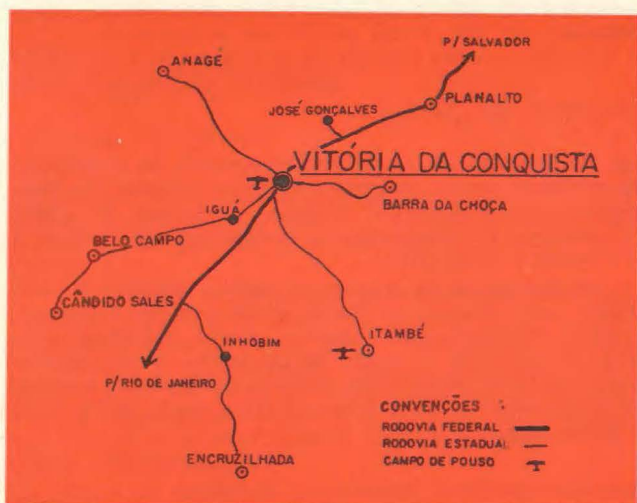 P/ SALVADOR
ANAGÉ
PLANALTO
JOSÉ GONÇALVES
VITÓRIA DA CONQUISTA
BARRA DA CHOÇA
IGUÁ
BELO CAMPO
CÂNDIDO SALES
ITAMBÉ
INHOBIM
P/RIO DE JANEIRO
ENCRUZILHADA
CONVENÇÕES :
RODOVIA FEDERAL
RODOVIA ESTADUAL
CAMPO DE POUSO